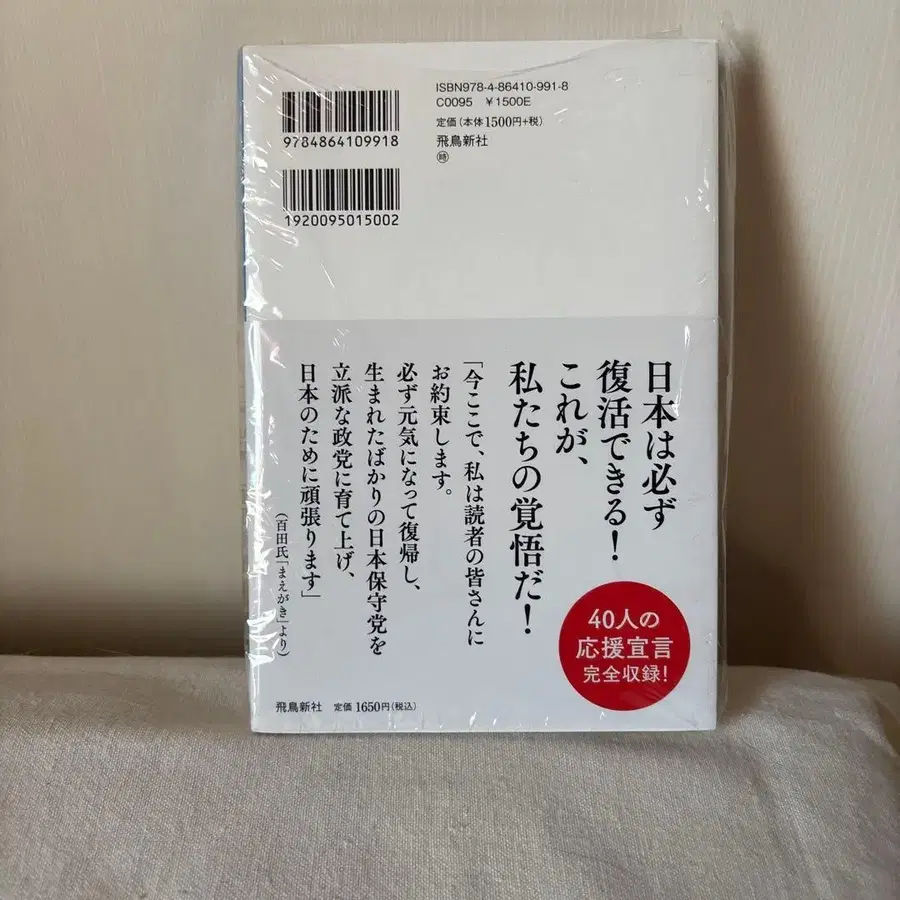 ISBN978-4-86410-991-8
C0095 ¥1500E
定価(本体1500円+税)
飛鳥新社
時
9784864109918
1920095015002
日本は必ず
復活できる!
これが、
私たちの覚悟だ!
「今ここで、私は読者の皆さんに
お約束します。
必ず元気になって復帰し、
生まれたばかりの日本保守党を
立派な政党に育て上げ、
日本のために頑張ります」
(百田氏「まえがき」より)
40人の
応援宣言
完全収録!
飛鳥新社 定価 1650円(税込)